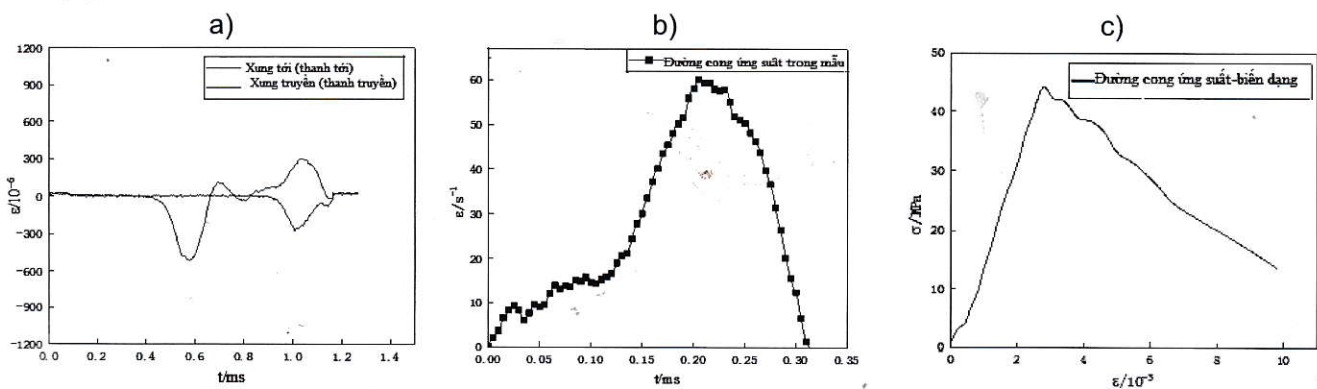 a)
1200
900
600
300
0
-300
-600
-900
-1200
ε/10⁻⁶
0.0 0.2 0.4 0.6 0.8 1.0 1.2 1.4
t/ms
Xung tới (thanh tới)
Xung truyền (thanh truyền)
b)
60
50
40
30
60
10
0
ε/s⁻¹
0.00 0.05 0.10 0.15 0.20 0.25 0.30 0.35
t/ms
Đường cong ứng suất trong mẫu
c)
50
40
30
20
10
0
σ/MPa
0 2 4 6 8 10
ε/10⁻³
Đường cong ứng suất-biến dạng